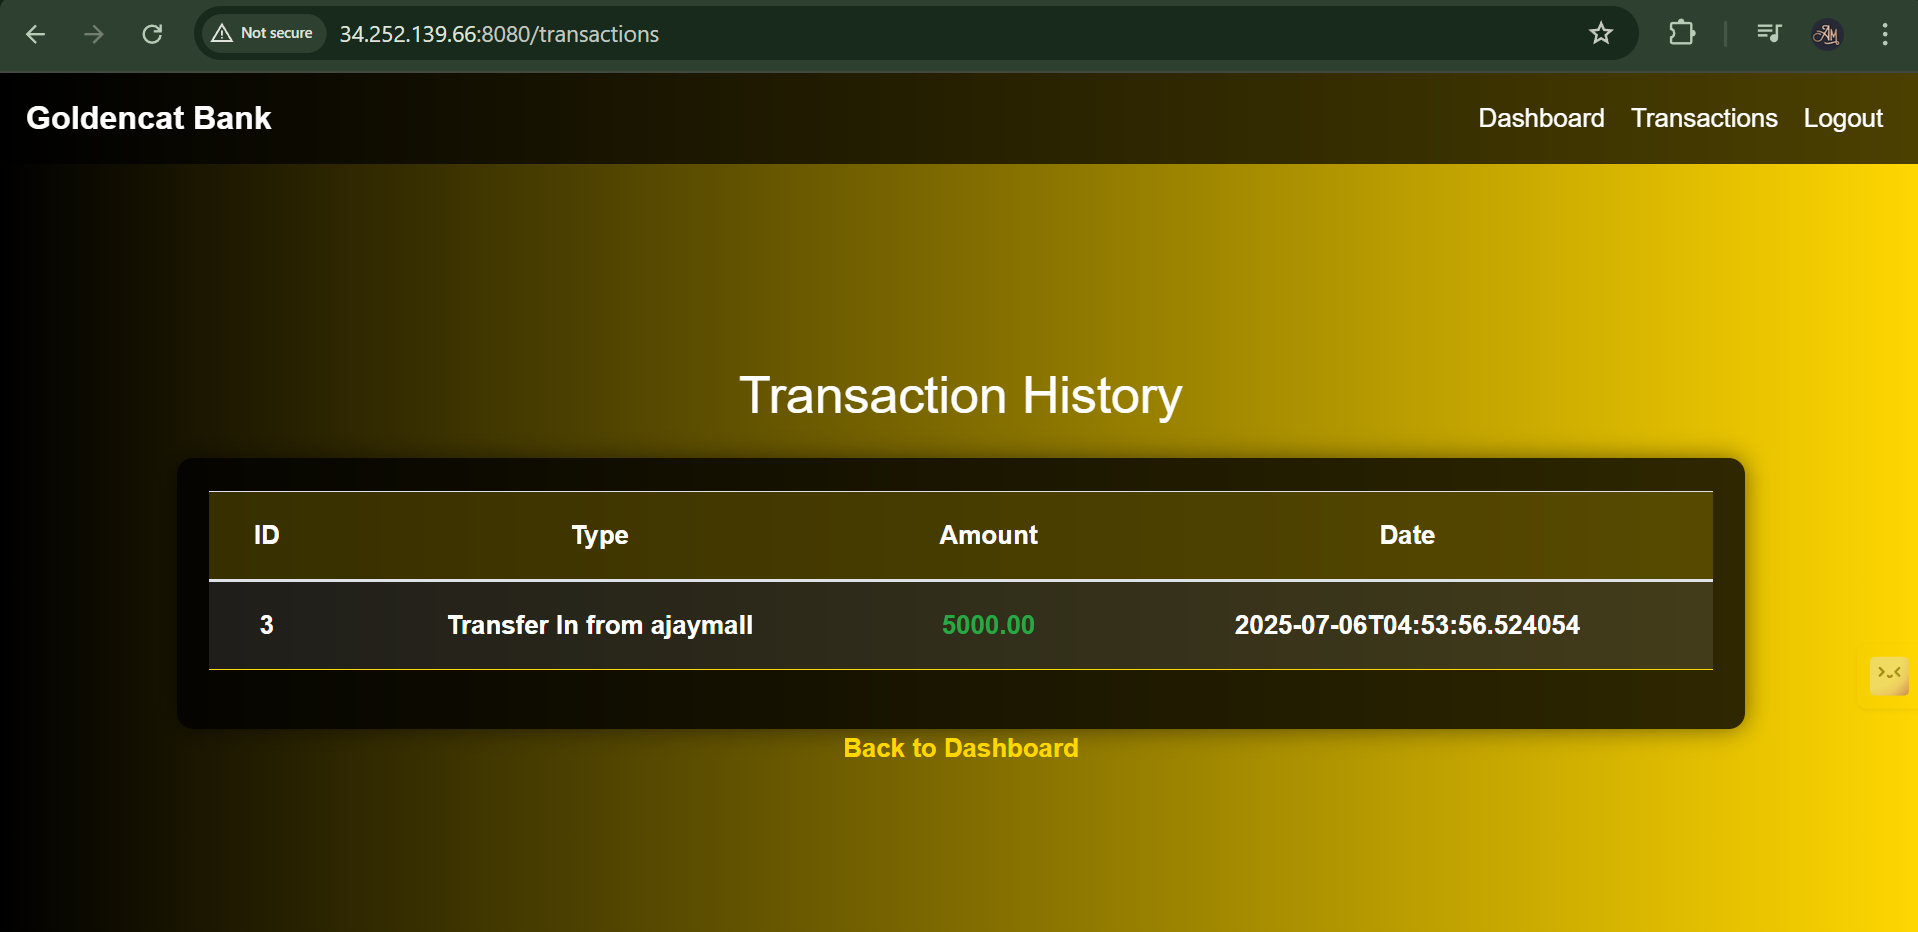 Not secure 34.252.139.66:8080/transactions
Goldencat Bank Dashboard Transactions Logout
Transaction History
ID Type Amount Date
3 Transfer In from ajaymall 5000.00 2025-07-06T04:53:56.524054
Back to Dashboard